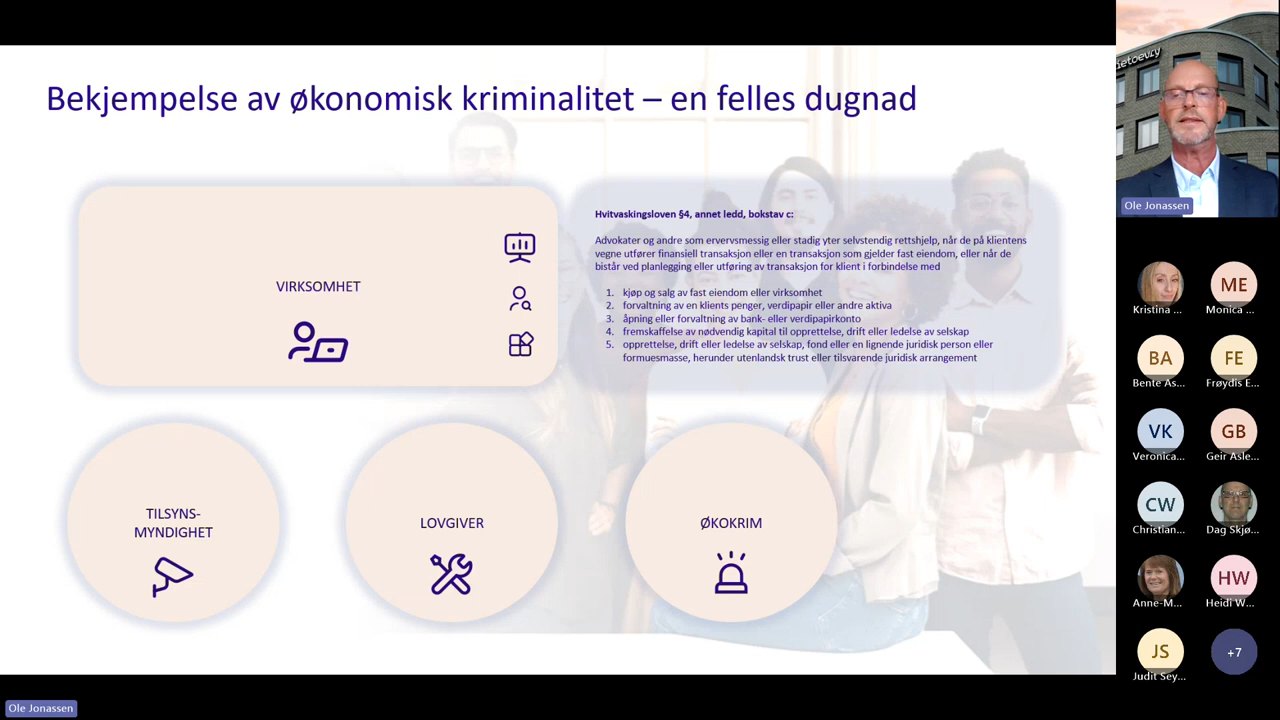 Bekjempelse av økonomisk kriminalitet – en felles dugnad
VIRKSOMHET
Hvitvaskingsloven §4, annet ledd, bokstav c:
Advokater og andre som ervervsmessig eller stadig yter selvstendig rettshjelp, når de på klientens
vegne utfører finansiell transaksjon eller en transaksjon som gjelder fast eiendom, eller når de
bistår ved planlegging eller utføring av transaksjon for klient i forbindelse med
1. kjøp og salg av fast eiendom eller virksomhet
2. forvaltning av en klients penger, verdipapir eller andre aktiva
3. åpning eller forvaltning av bank- eller verdipapirkonto
4. fremskaffelse av nødvendig kapital til opprettelse, drift eller ledelse av selskap
5. opprettelse, drift eller ledelse av selskap, fond eller en lignende juridisk person eller
formuesmasse, herunder utenlandsk trust eller tilsvarende juridisk arrangement
TILSYNS-
MYNDIGHET
LOVGIVER
ØKOKRIM
ietoevry
Ole Jonassen
Kristina ...
ME
Monica ...
BA
Bente As...
FE
Frøydis E...
VK
Veronica...
GB
Geir Asle...
CW
Christian...
Dag Skjø...
Anne-M...
HW
Heidi W...
JS
Judit Sey...
+7
Ole Jonassen